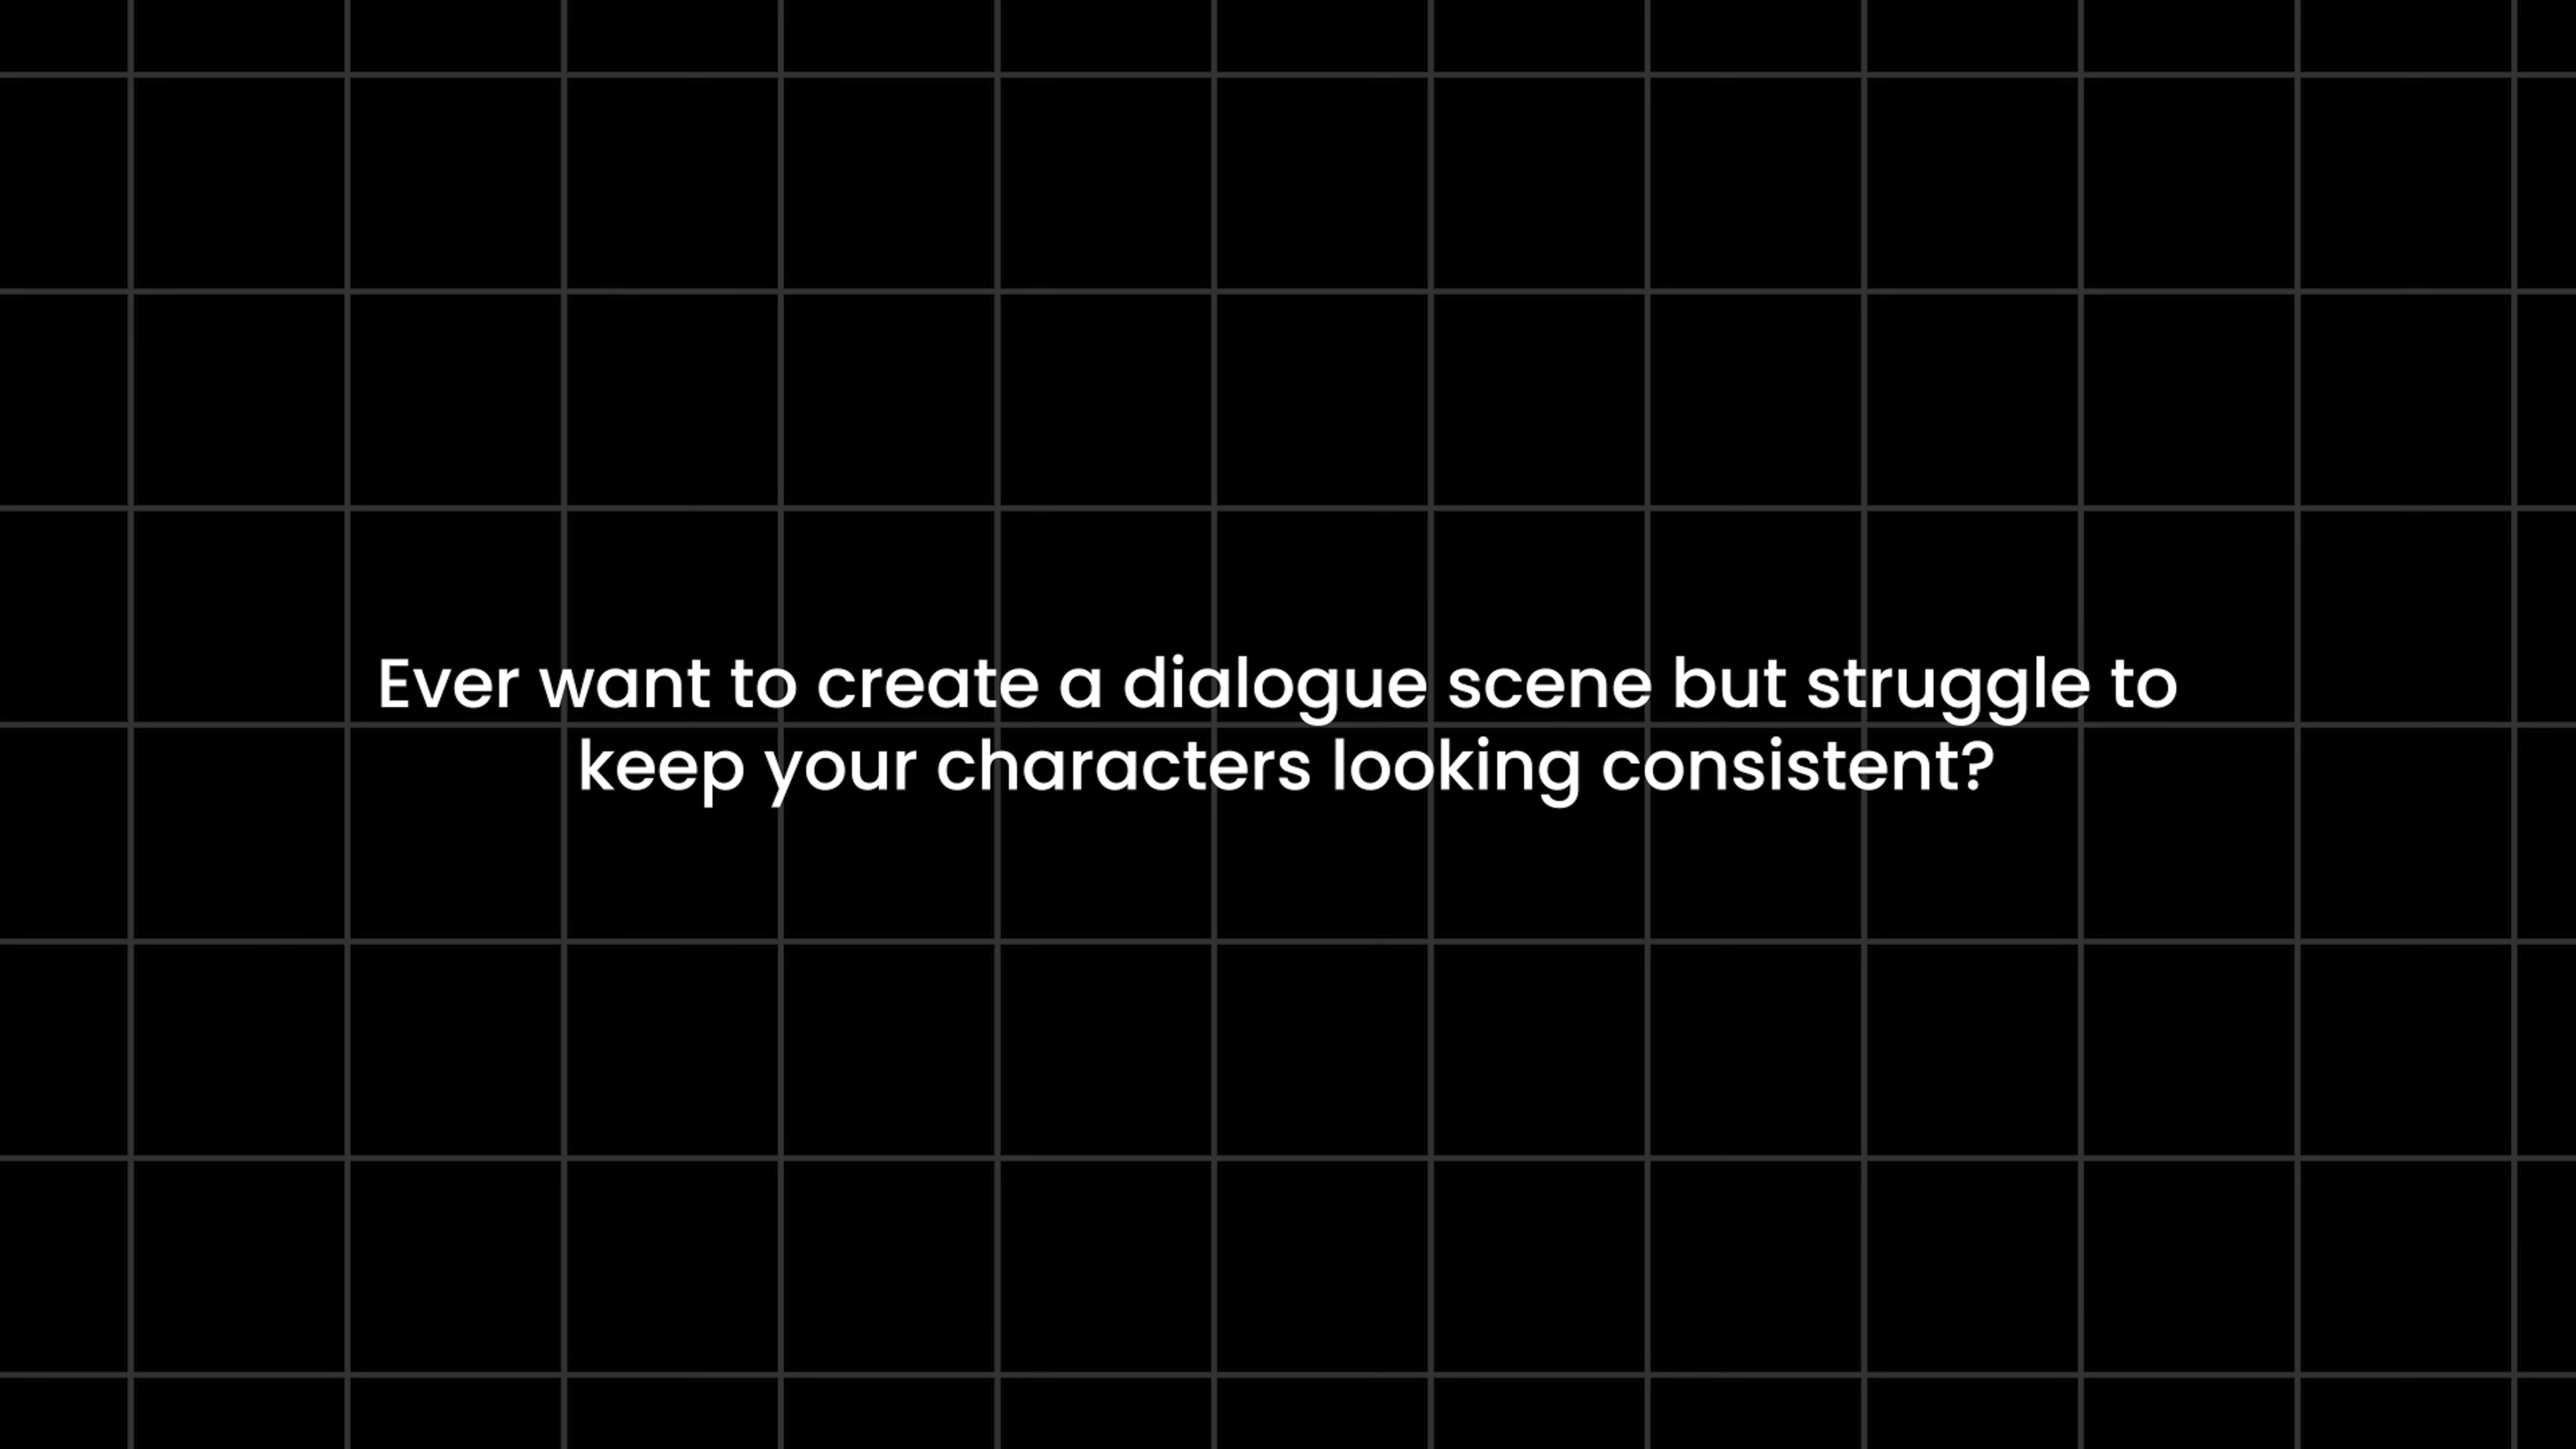 Ever want to create a dialogue scene but struggle to
keep your characters looking consistent?